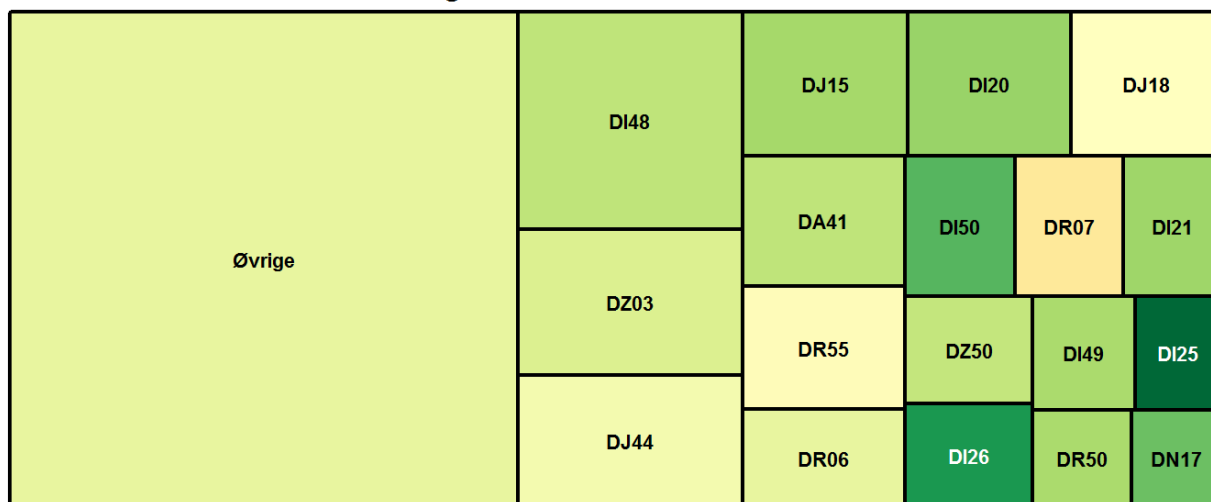 Øvrige
DI48
DZ03
DJ44
DJ15
DI20
DJ18
DA41
DI50
DR07
DI21
DR55
DZ50
DI49
DI25
DR06
DI26
DR50
DN17